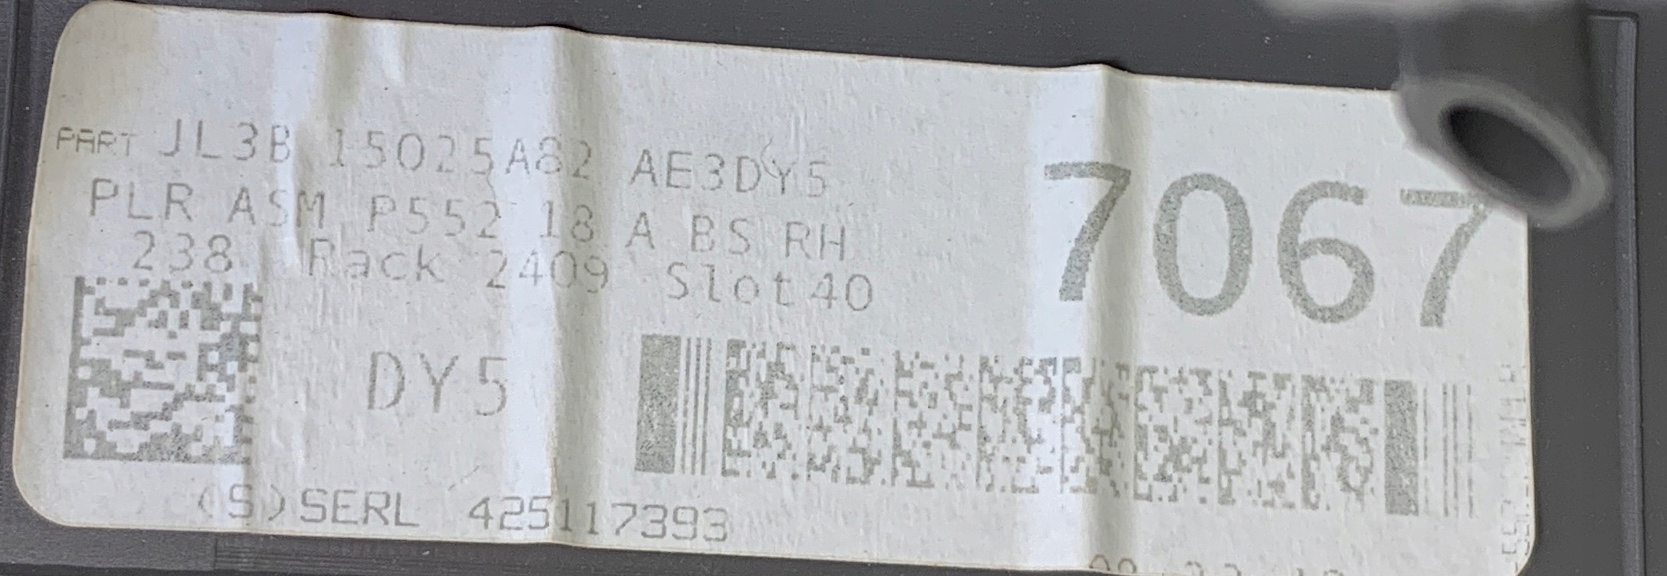 PART JL3B 15025A82 AE3DY5
7067
PLR ASM P552 18 A BS RH
238 Rack 2409 Slot40
DY5
(S)SERL 425117393